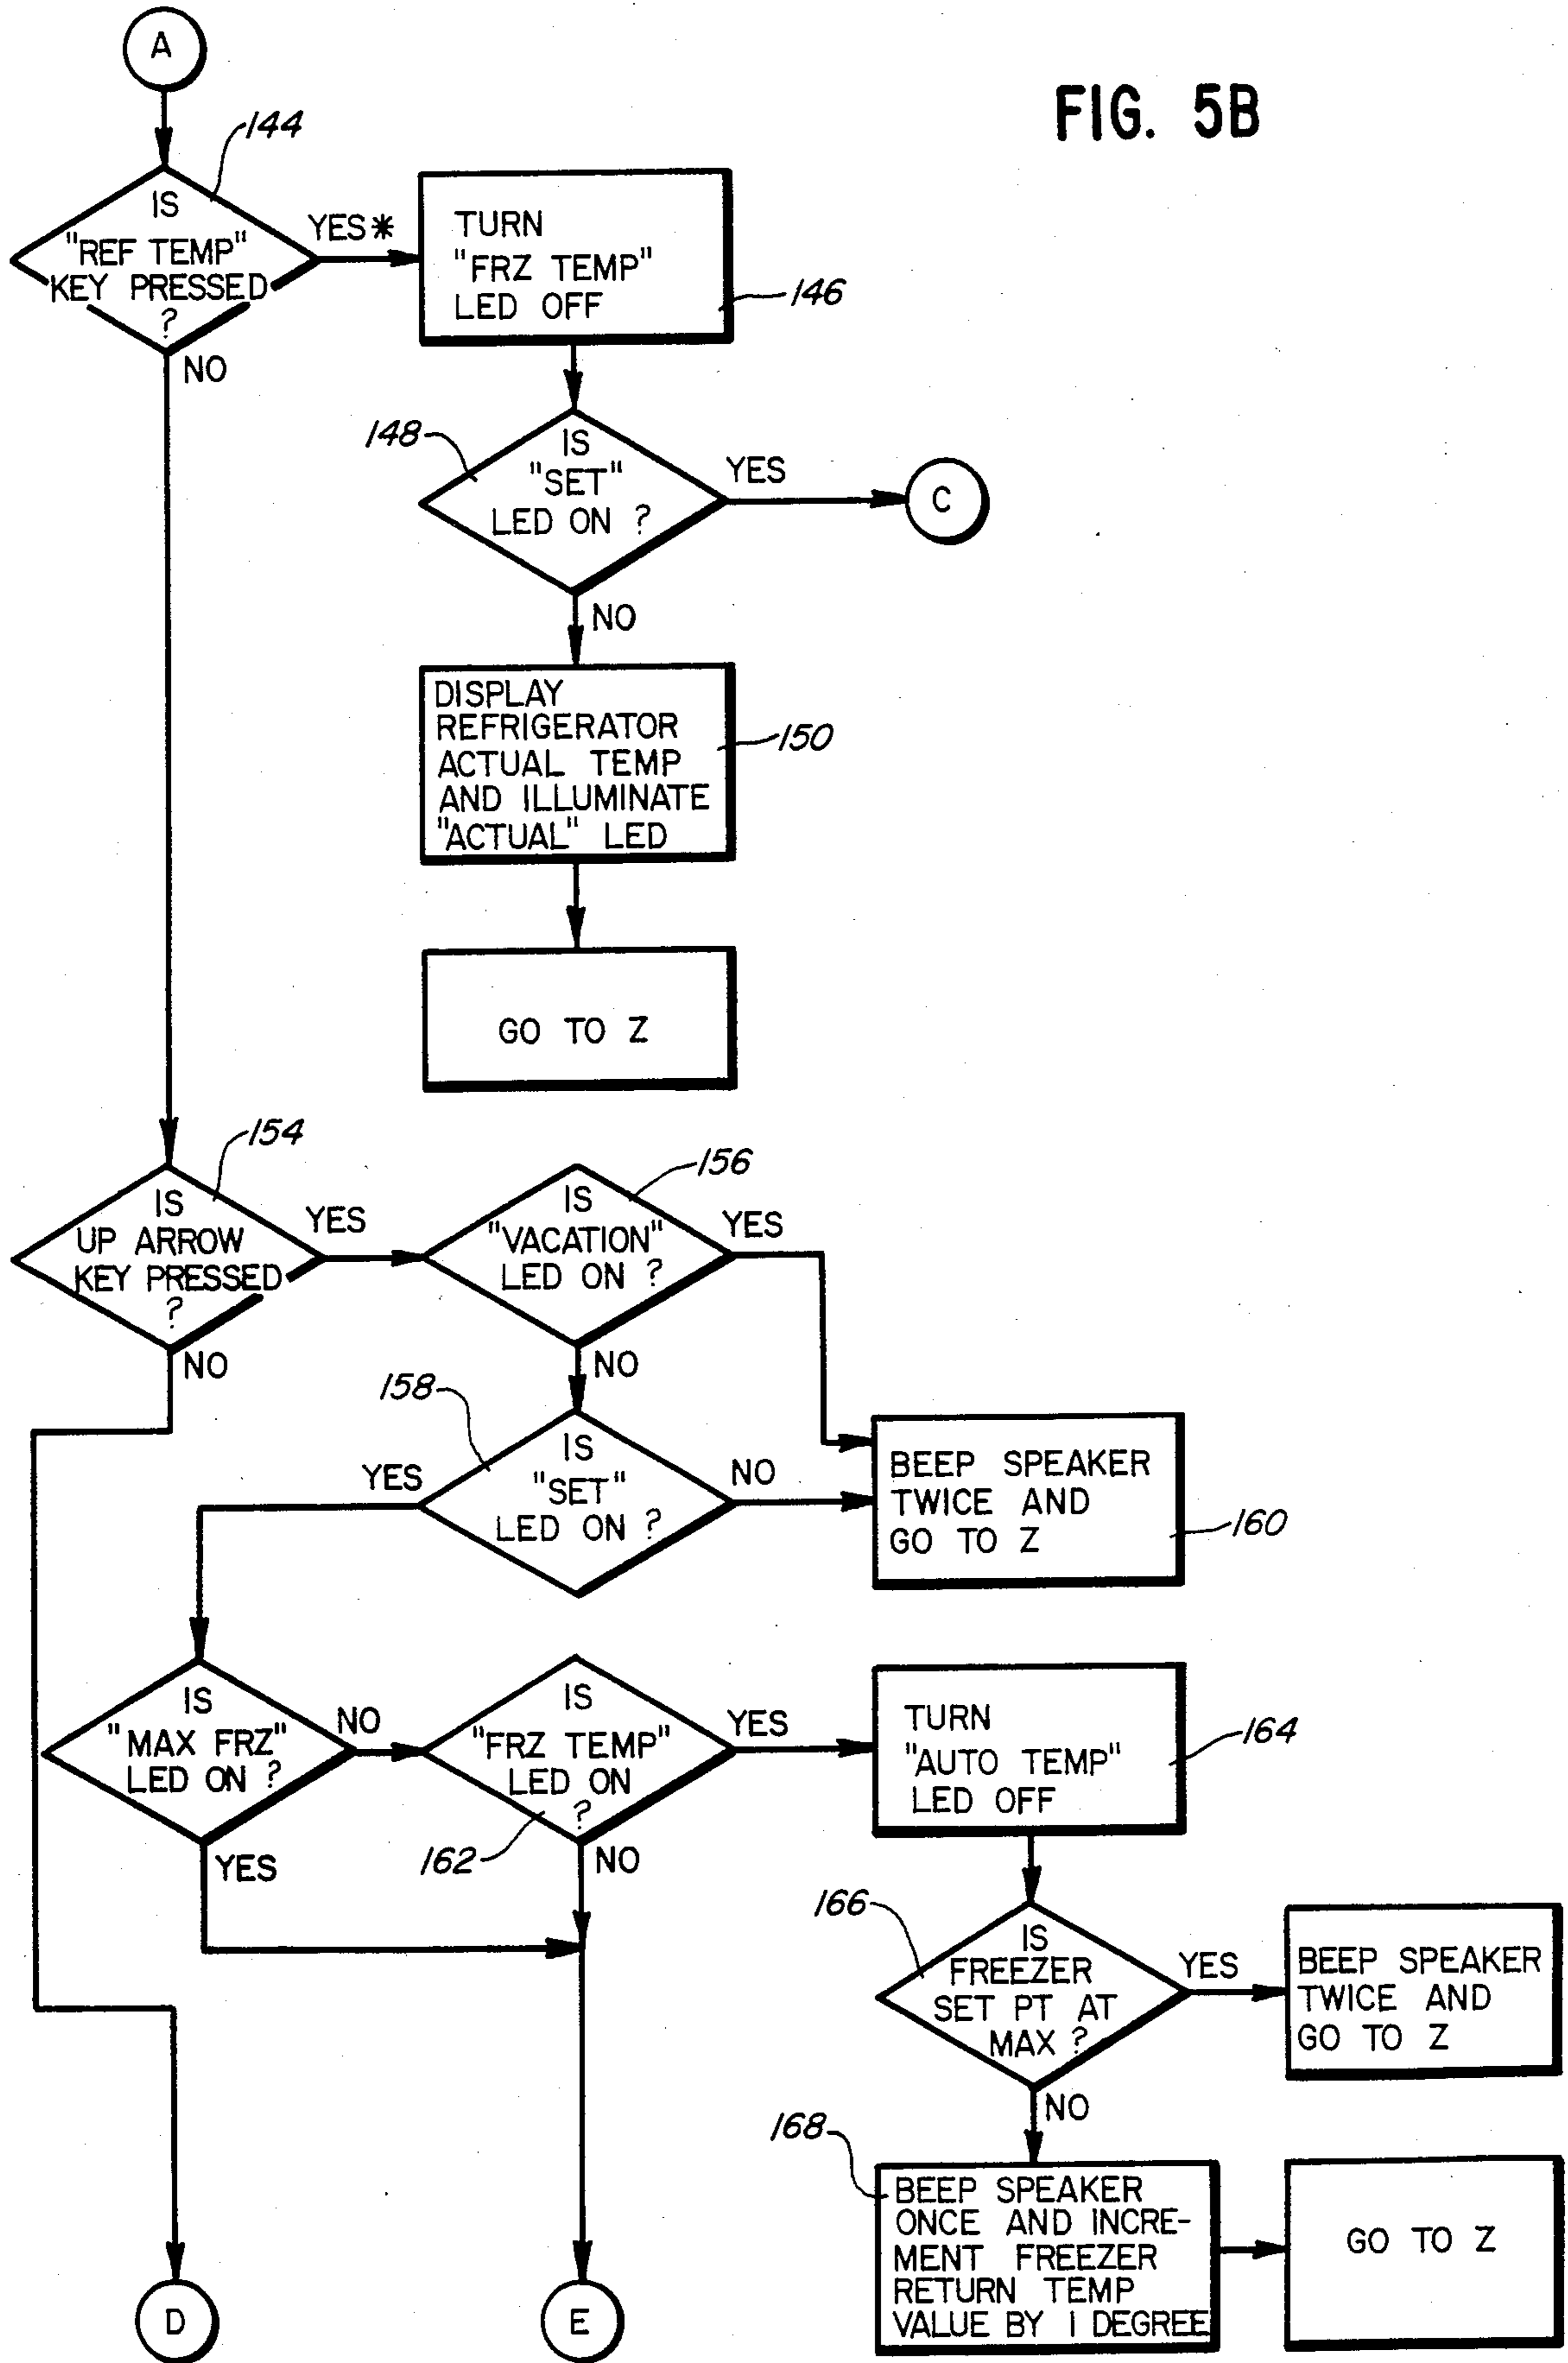 FIG. 5B
A
144
IS
"REF TEMP"
KEY PRESSED
?
YES*
NO
TURN
"FRZ TEMP"
LED OFF
146
148
IS
"SET"
LED ON ?
YES
C
NO
DISPLAY
REFRIGERATOR
ACTUAL TEMP
AND ILLUMINATE
"ACTUAL" LED
150
GO TO Z
154
IS
UP ARROW
KEY PRESSED
?
YES
NO
156
IS
"VACATION"
LED ON ?
YES
NO
158
IS
"SET"
LED ON ?
YES
NO
BEEP SPEAKER
TWICE AND
GO TO Z
160
IS
"MAX FRZ"
LED ON ?
NO
YES
IS
"FRZ TEMP"
LED ON
?
162
YES
NO
TURN
"AUTO TEMP"
LED OFF
164
166
IS
FREEZER
SET PT AT
MAX ?
YES
NO
BEEP SPEAKER
TWICE AND
GO TO Z
168
BEEP SPEAKER
ONCE AND INCRE-
MENT FREEZER
RETURN TEMP
VALUE BY 1 DEGREE
GO TO Z
D
E